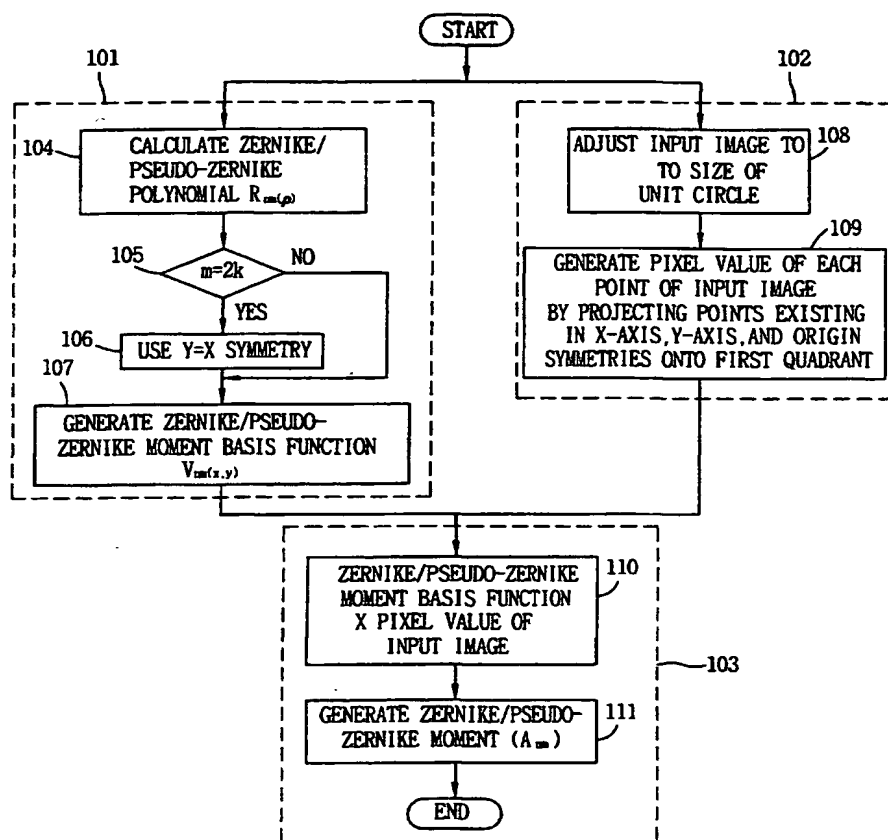 START
101
102
104
CALCULATE ZERNIKE/
PSEUDO-ZERNIKE
POLYNOMIAL Rnm(ρ)
108
ADJUST INPUT IMAGE TO
TO SIZE OF
UNIT CIRCLE
105
m=2k
NO
YES
109
GENERATE PIXEL VALUE OF EACH
POINT OF INPUT IMAGE
BY PROJECTING POINTS EXISTING
IN X-AXIS,Y-AXIS,AND ORIGIN
SYMMETRIES ONTO FIRST QUADRANT
106
USE Y=X SYMMETRY
107
GENERATE ZERNIKE/PSEUDO-
ZERNIKE MOMENT BASIS FUNCTION
Vnm(x,y)
110
ZERNIKE/PSEUDO-ZERNIKE
MOMENT BASIS FUNCTION
X PIXEL VALUE OF
INPUT IMAGE
103
111
GENERATE ZERNIKE/PSEUDO-
ZERNIKE MOMENT (Anm)
END